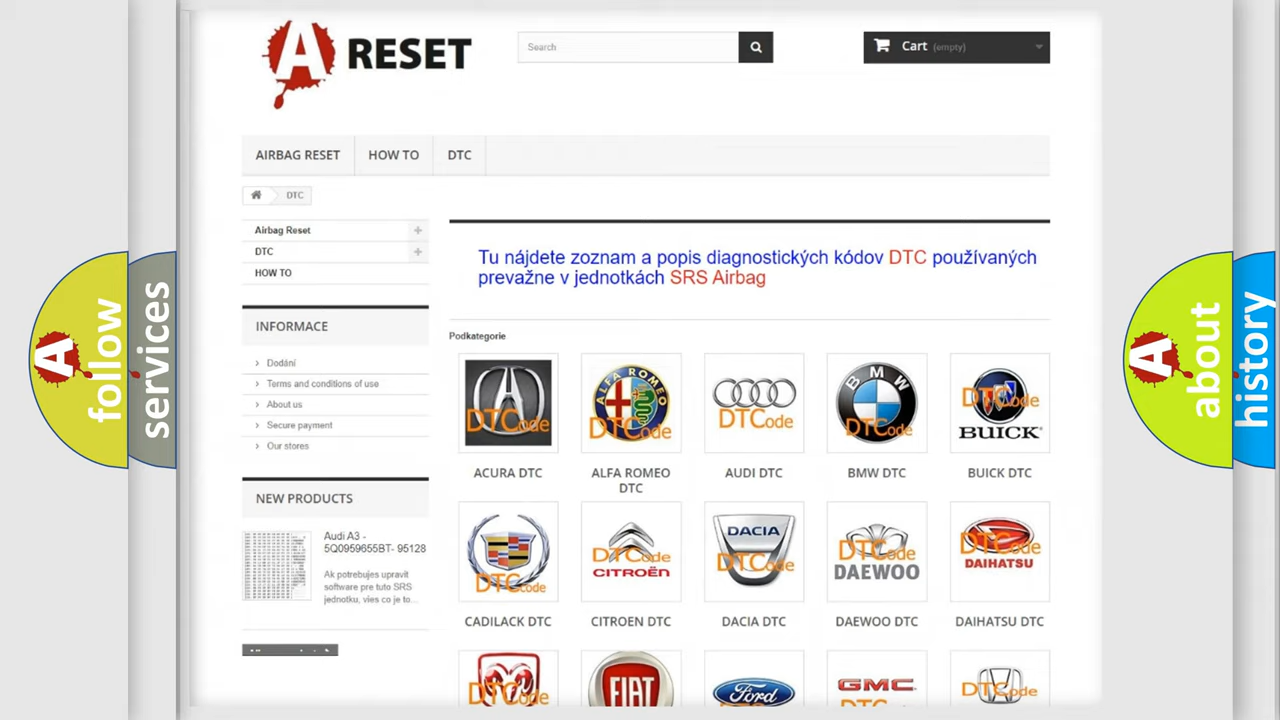 A RESET
Search
Cart (empty)
AIRBAG RESET
HOW TO
DTC
DTC
Airbag Reset
DTC
HOW TO
INFORMACE
Dodání
Terms and conditions of use
About us
Secure payment
Our stores
NEW PRODUCTS
Audi A3 -
5Q0959655BT- 95128
Ak potrebujes upravit
software pre tuto SRS
jednotku, vies co je to...
Tu nájdete zoznam a popis diagnostických kódov DTC používaných
prevažne v jednotkách SRS Airbag
Podkategorie
DTCode
ALFA ROMEO
DTCode
DTCode
BMW
DTCode
DTCode
BUICK
ACURA DTC
ALFA ROMEO
DTC
AUDI DTC
BMW DTC
BUICK DTC
DTCode
DTCode
CITROËN
DACIA
DTCode
DTCode
DAEWOO
DTCode
DAIHATSU
CADILACK DTC
CITROEN DTC
DACIA DTC
DAEWOO DTC
DAIHATSU DTC
DTCode
FIAT
Ford
GMC
DTCode
A follow
services
A about
history